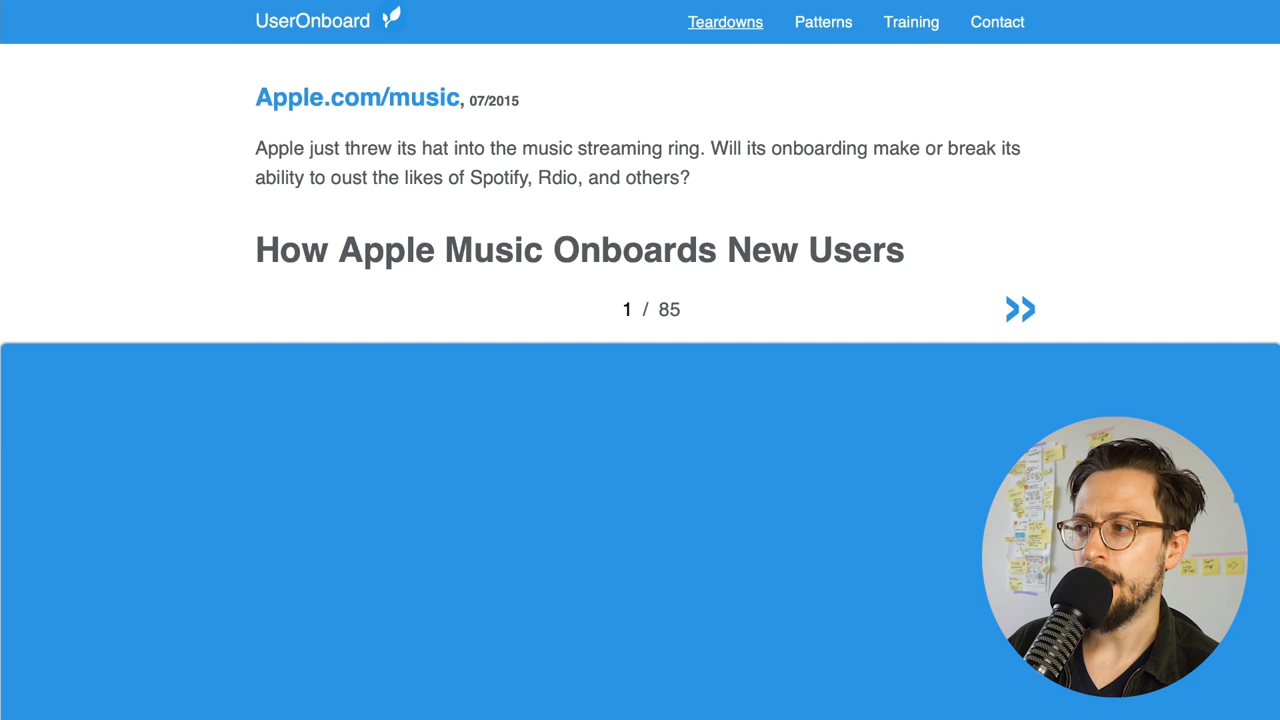 UserOnboard
Teardowns Patterns Training Contact
Apple.com/music, 07/2015
Apple just threw its hat into the music streaming ring. Will its onboarding make or break its
ability to oust the likes of Spotify, Rdio, and others?
How Apple Music Onboards New Users
1 / 85
>>